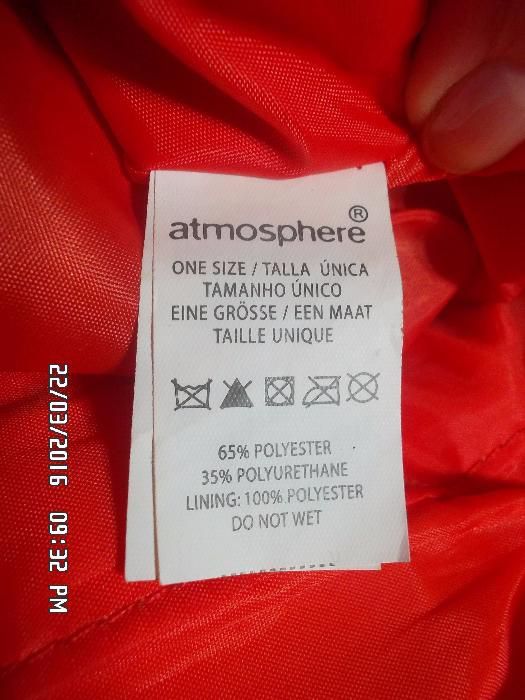 atmosphere®
ONE SIZE / TALLA ÚNICA
TAMANHO ÚNICO
EINE GRÖSSE / EEN MAAT
TAILLE UNIQUE
65% POLYESTER
35% POLYURETHANE
LINING: 100% POLYESTER
DO NOT WET
22/03/2016 09:32 PM